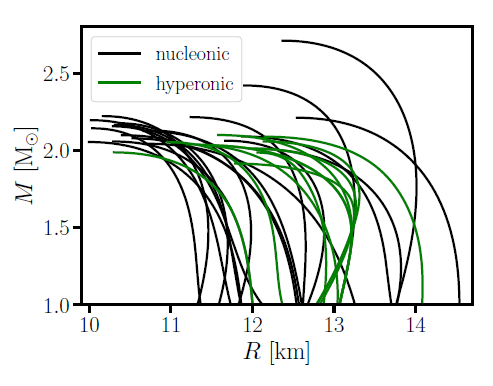 nucleonic
hyperonic
M [M⊙]
2.5
2.0
1.5
1.0
10 11 12 13 14
R [km]